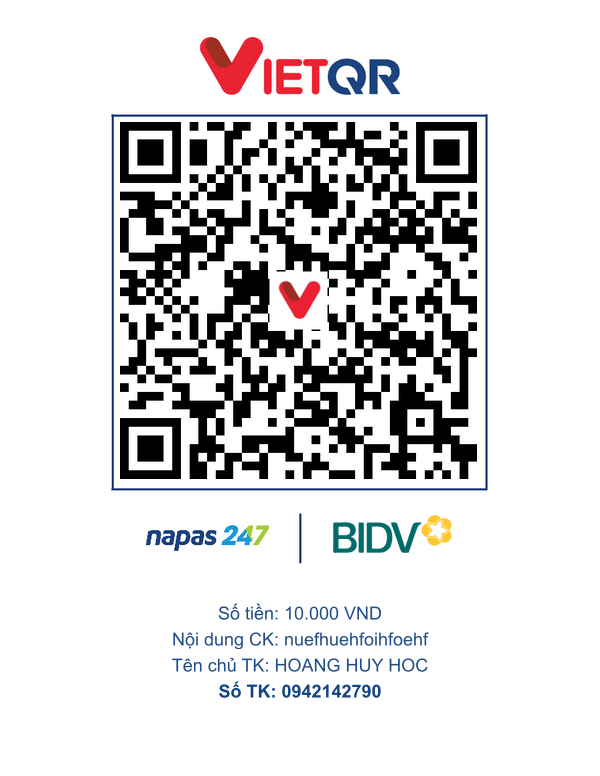 VIETQR
napas 247
BIDV
Số tiền: 10.000 VND
Nội dung CK: nuefhuehfoihfoehf
Tên chủ TK: HOANG HUY HOC
Số TK: 0942142790